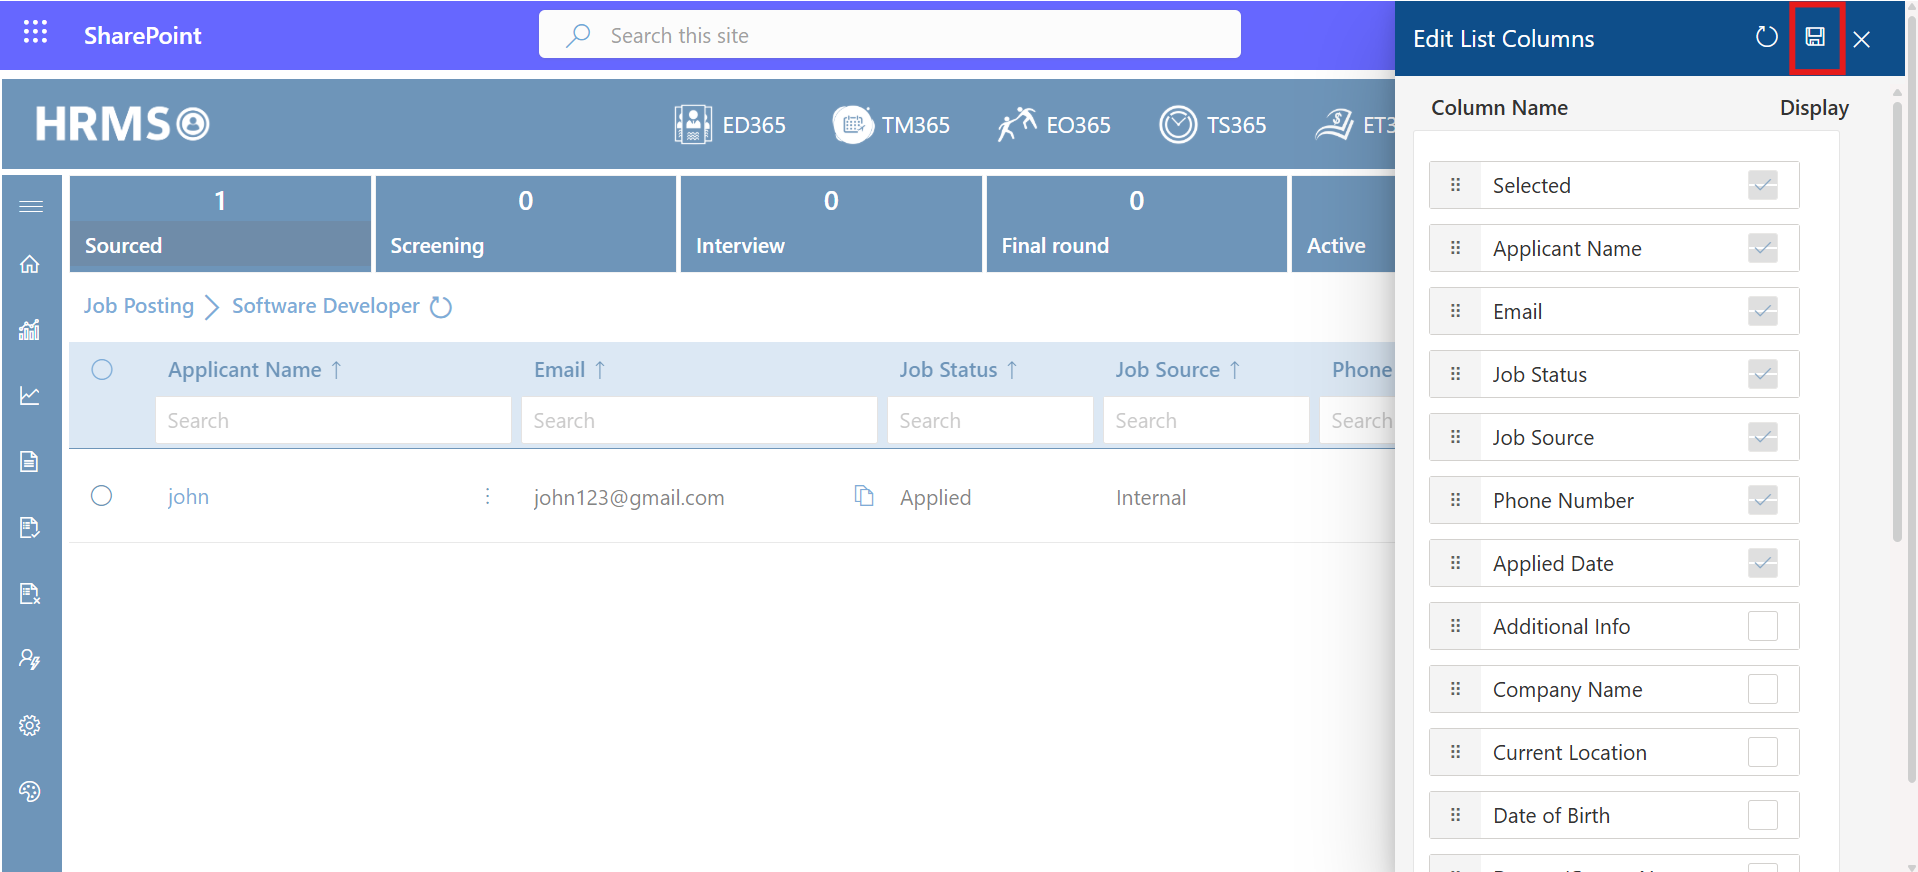 SharePoint
Search this site
Edit List Columns
HRMS
ED365
TM365
EO365
TS365
ET3
Column Name
Display
1
Sourced
0
Screening
0
Interview
0
Final round
Active
Job Posting
Software Developer
Applicant Name
Email
Job Status
Job Source
Phone
Search
Search
Search
Search
Search
john
john123@gmail.com
Applied
Internal
Selected
Applicant Name
Email
Job Status
Job Source
Phone Number
Applied Date
Additional Info
Company Name
Current Location
Date of Birth